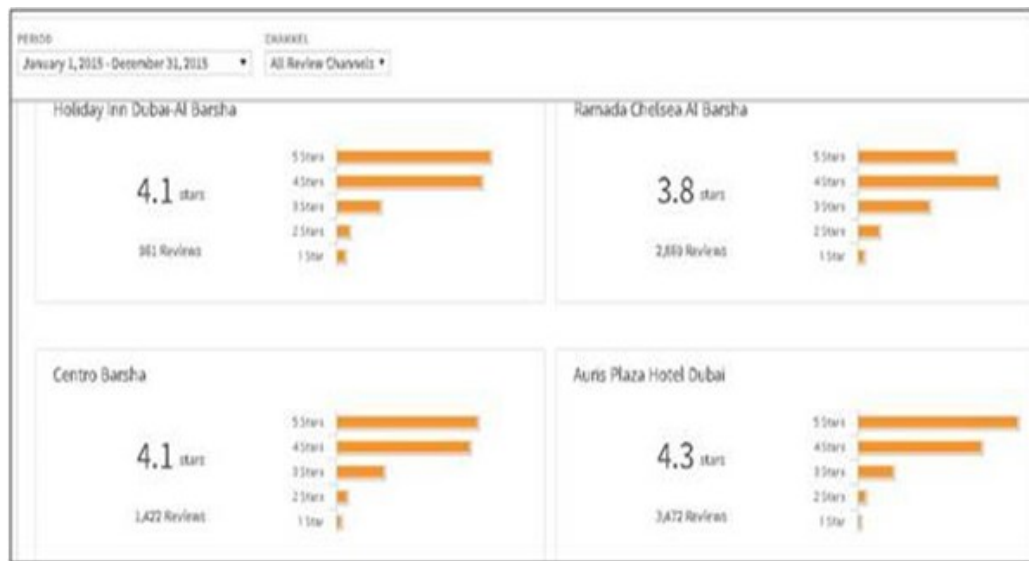 PERIOD
January 1, 2015 - December 31, 2015
CHANNEL
All Review Channels
Holiday Inn Dubai-Al Barsha
4.1 stars
Reviews
5 Stars
4 Stars
3 Stars
2 Stars
1 Star
Ramada Chelsea Al Barsha
3.8 stars
Reviews
5 Stars
4 Stars
3 Stars
2 Stars
1 Star
Centro Barsha
4.1 stars
1,422 Reviews
5 Stars
4 Stars
3 Stars
2 Stars
1 Star
Auris Plaza Hotel Dubai
4.3 stars
3,472 Reviews
5 Stars
4 Stars
3 Stars
2 Stars
1 Star